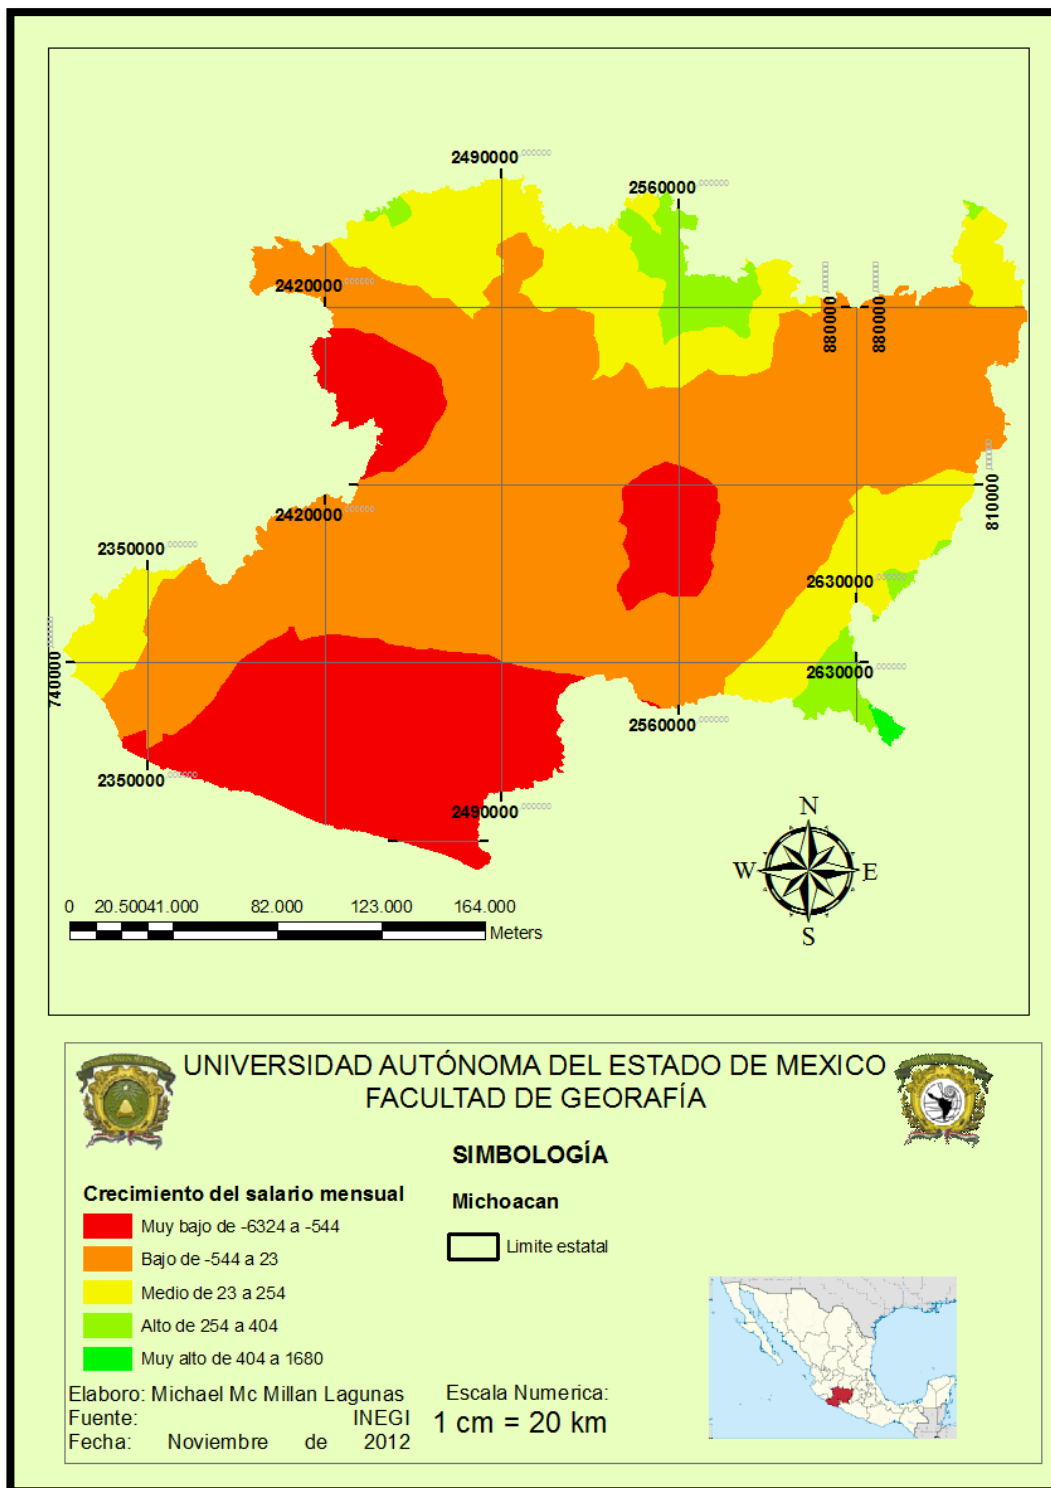 2490000
2560000
2420000
880000
880000
2420000
810000
2350000
2630000
740000
2630000
2560000
2350000
2490000
N
W E
S
0 20.50041.000 82.000 123.000 164.000
Meters
UNIVERSIDAD AUTÓNOMA DEL ESTADO DE MEXICO
FACULTAD DE GEORAFÍA
SIMBOLOGÍA
Crecimiento del salario mensual
Muy bajo de -6324 a -544
Bajo de -544 a 23
Medio de 23 a 254
Alto de 254 a 404
Muy alto de 404 a 1680
Michoacan
Limite estatal
Elaboro: Michael Mc Millan Lagunas
Fuente: INEGI
Fecha: Noviembre de 2012
Escala Numerica:
1 cm = 20 km